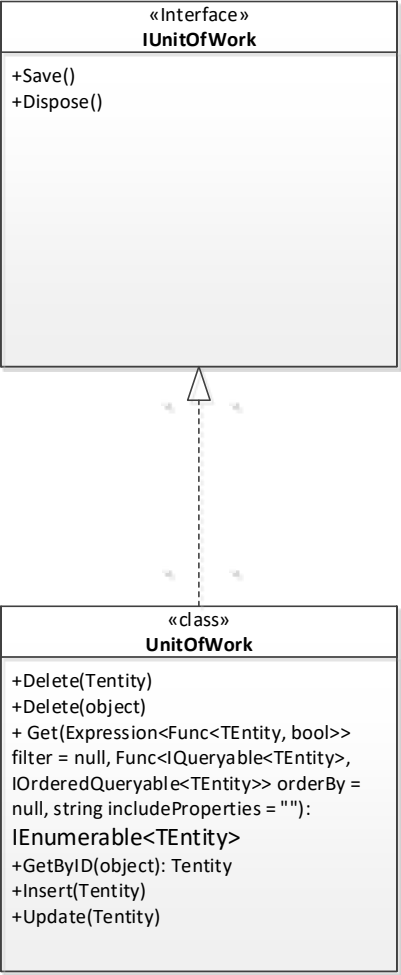 «Interface»
IUnitOfWork
+Save()
+Dispose()
«class»
UnitOfWork
+Delete(Tentity)
+Delete(object)
+ Get(Expression<Func<TEntity, bool>>
filter = null, Func<IQueryable<TEntity>,
IOrderedQueryable<TEntity>> orderBy =
null, string includeProperties = ""):
IEnumerable<TEntity>
+GetByID(object): Tentity
+Insert(Tentity)
+Update(Tentity)